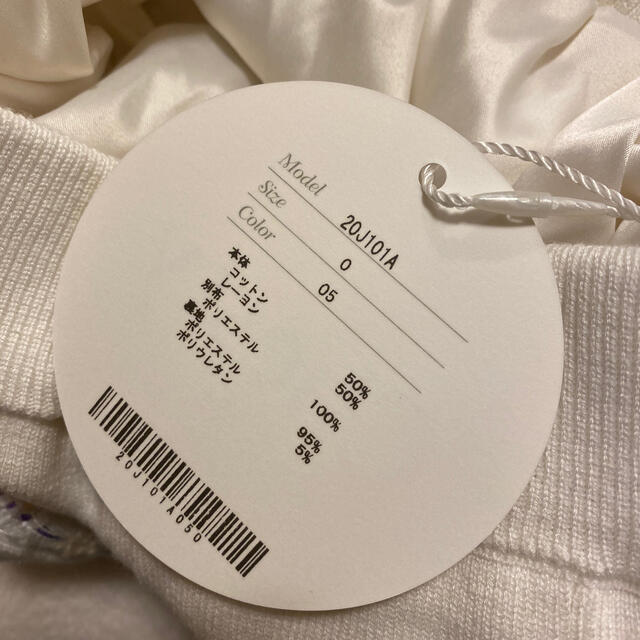 Model 20J101A
Size 0
Color 05
本体
コットン 50%
レーヨン 50%
別布
ポリエステル 100%
裏地
ポリエステル 95%
ポリウレタン 5%
20J101A050